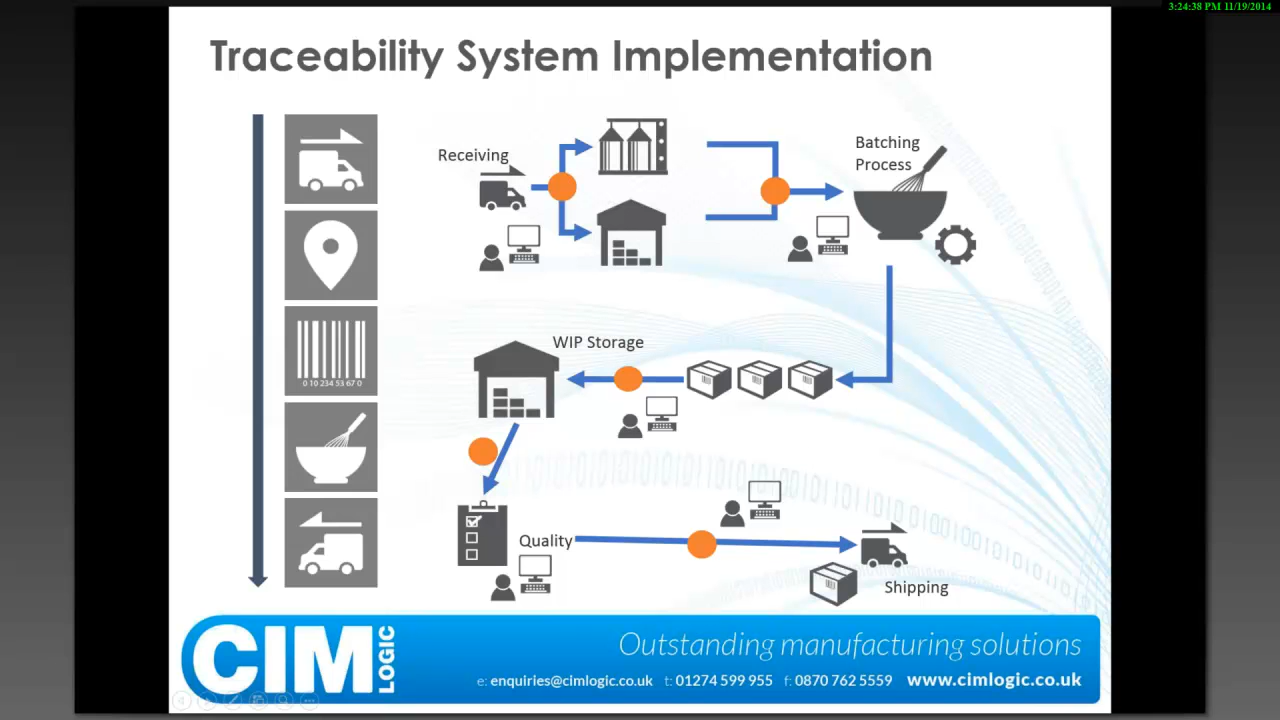 3:24:38 PM 11/19/2014
Traceability System Implementation
Receiving
Batching
Process
WIP Storage
0 10 234 53 67 0
Quality
Shipping
CIM
LOGIC
Outstanding manufacturing solutions
e: enquiries@cimlogic.co.uk t: 01274 599 955 f: 0870 762 5559 www.cimlogic.co.uk